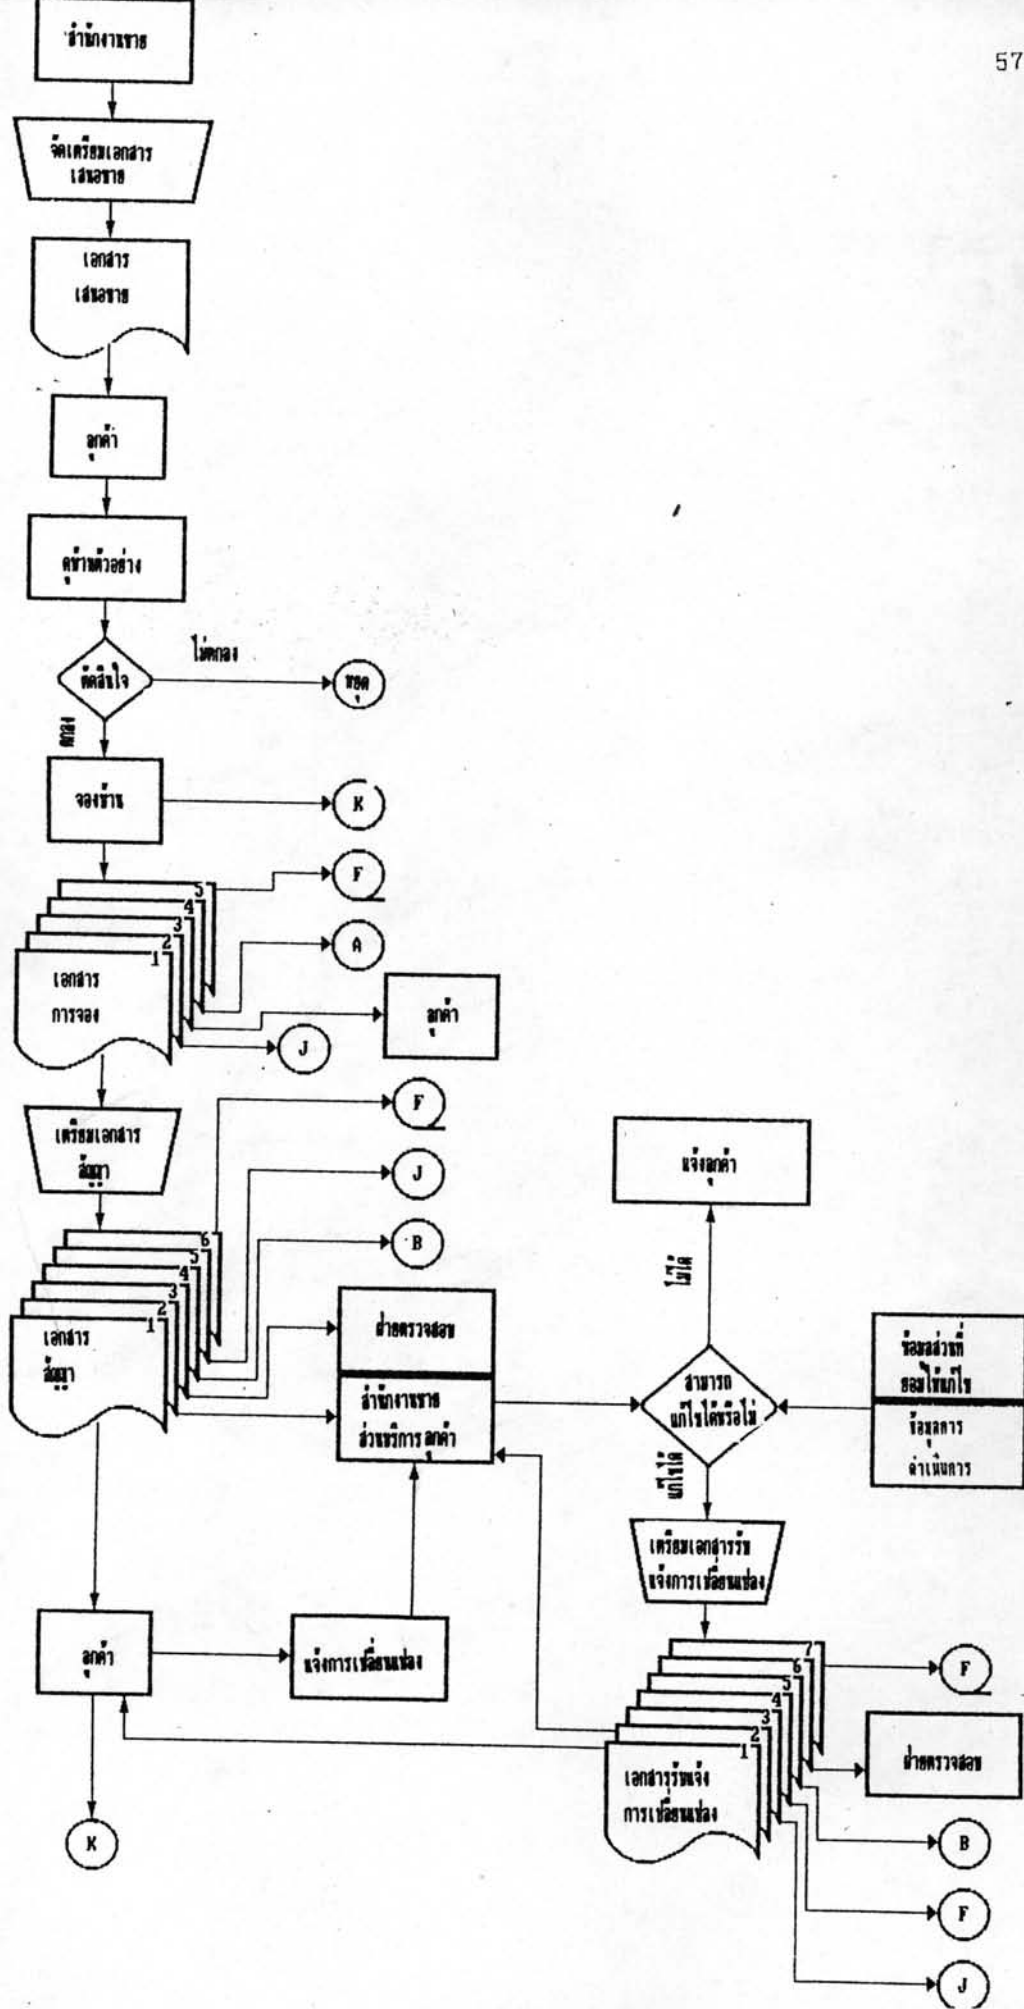 57
สำนักงานขาย
จัดเตรียมเอกสาร
เสนอขาย
เอกสาร
เสนอขาย
ลูกค้า
ดูบ้านตัวอย่าง
ตัดสินใจ
ไม่ตกลง
หยุด
ตกลง
จองบ้าน
K
F
5
4
3
2
1
A
เอกสาร
การจอง
ลูกค้า
J
เตรียมเอกสาร
สัญญา
F
J
B
6
5
4
3
2
1
เอกสาร
สัญญา
ฝ่ายตรวจสอบ
สำนักงานขาย
ส่วนบริการลูกค้า
แจ้งลูกค้า
ไม่ได้
สามารถ
แก้ไขได้หรือไม่
ข้อมูลส่วนที่
ยอมให้แก้ไข
ข้อมูลการ
ดำเนินการ
แก้ไขได้
เตรียมเอกสารรับ
แจ้งการเปลี่ยนแปลง
ลูกค้า
แจ้งการเปลี่ยนแปลง
7
6
5
4
3
2
1
F
ฝ่ายตรวจสอบ
เอกสารรับแจ้ง
การเปลี่ยนแปลง
K
B
F
J